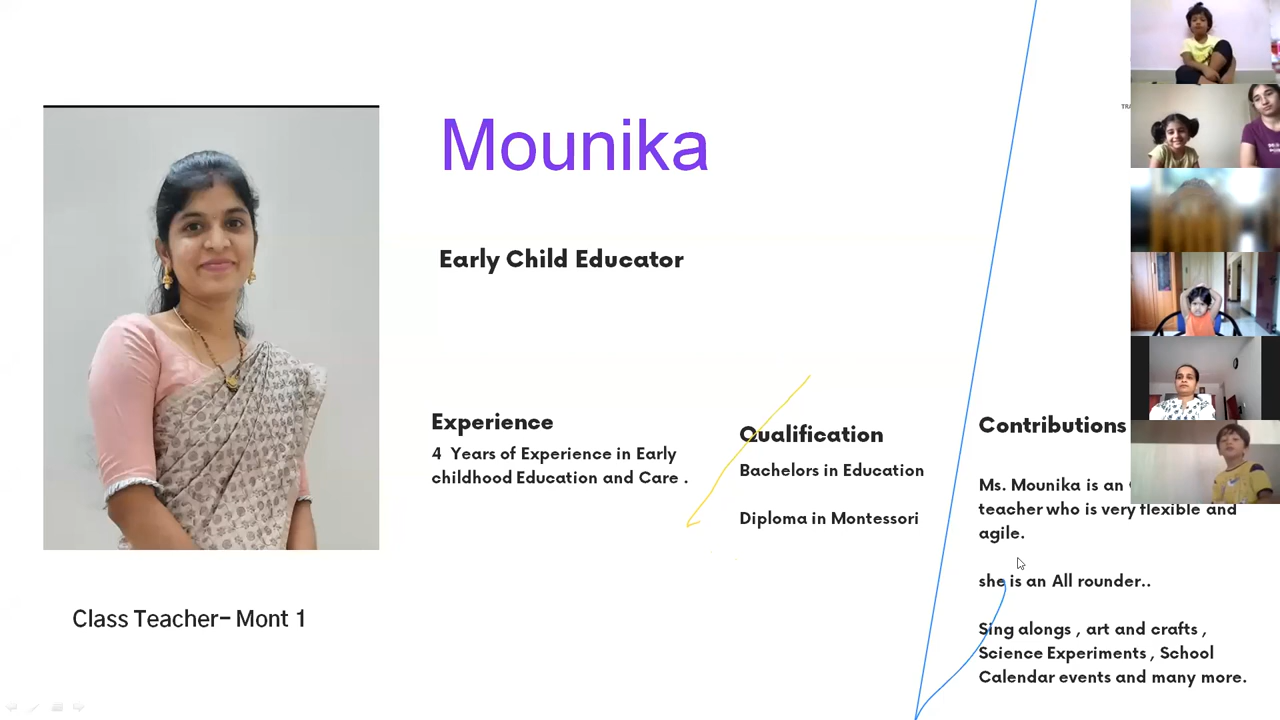 Mounika
Early Child Educator
Experience
4 Years of Experience in Early
childhood Education and Care .
Qualification
Bachelors in Education
Diploma in Montessori
Contributions
Ms. Mounika is an
teacher who is very flexible and
agile.
she is an All rounder..
Sing alongs , art and crafts ,
Science Experiments , School
Calendar events and many more.
Class Teacher- Mont 1